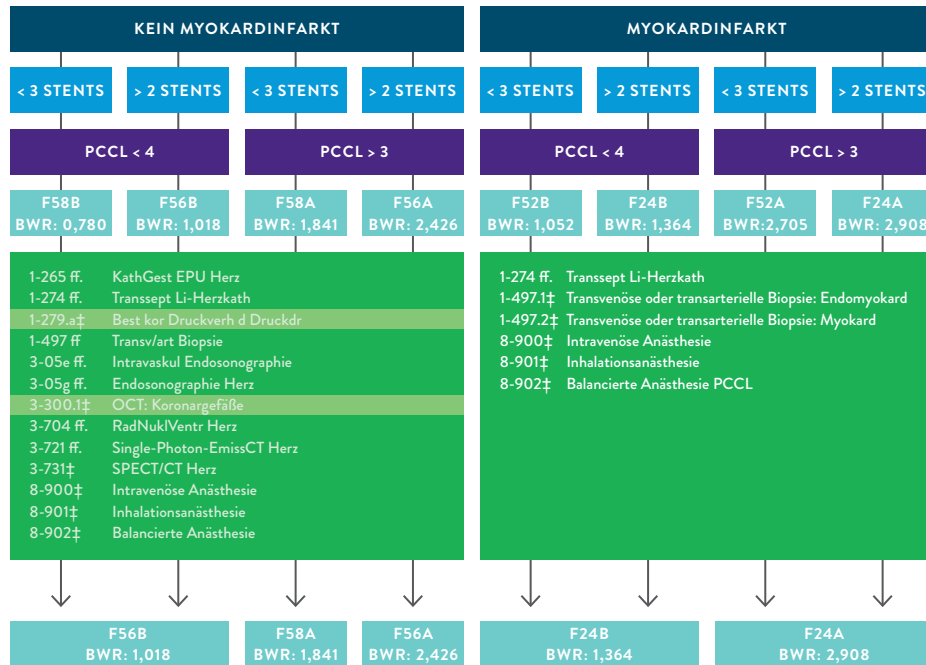 KEIN MYOKARDINFARKT
MYOKARDINFARKT
< 3 STENTS
> 2 STENTS
< 3 STENTS
> 2 STENTS
< 3 STENTS
> 2 STENTS
< 3 STENTS
> 2 STENTS
PCCL < 4
PCCL > 3
PCCL < 4
PCCL > 3
F58B
BWR: 0,780
F56B
BWR: 1,018
F58A
BWR: 1,841
F56A
BWR: 2,426
F52B
BWR: 1,052
F24B
BWR: 1,364
F52A
BWR:2,705
F24A
BWR: 2,908
1-265 ff. KathGest EPU Herz
1-274 ff. Transsept Li-Herzkath
1-279.a‡ Best kor Druckverh d Druckdr
1-497 ff Transv/art Biopsie
3-05e ff. Intravaskul Endosonographie
3-05g ff. Endosonographie Herz
3-300.1‡ OCT: Koronargefäße
3-704 ff. RadNuklVentr Herz
3-721 ff. Single-Photon-EmissCT Herz
3-731‡ SPECT/CT Herz
8-900‡ Intravenöse Anästhesie
8-901‡ Inhalationsanästhesie
8-902‡ Balancierte Anästhesie
1-274 ff. Transsept Li-Herzkath
1-497.1‡ Transvenöse oder transarterielle Biopsie: Endomyokard
1-497.2‡ Transvenöse oder transarterielle Biopsie: Myokard
8-900‡ Intravenöse Anästhesie
8-901‡ Inhalationsanästhesie
8-902‡ Balancierte Anästhesie PCCL
F56B
BWR: 1,018
F58A
BWR: 1,841
F56A
BWR: 2,426
F24B
BWR: 1,364
F24A
BWR: 2,908